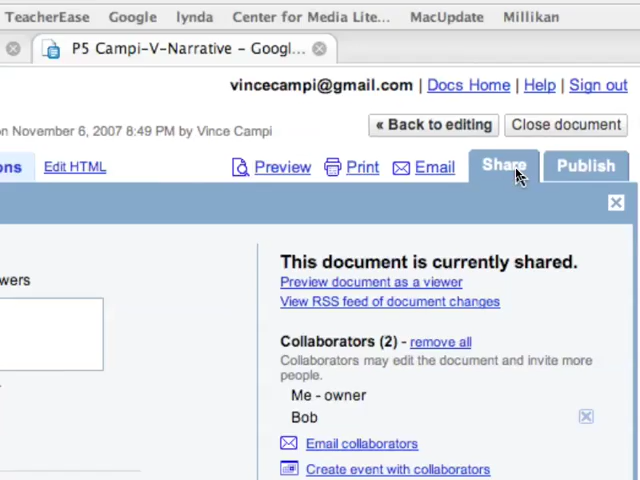 TeacherEase Google lynda Center for Media Lite... MacUpdate Millikan
P5 Campi-V-Narrative – Googl...
vincecampi@gmail.com | Docs Home | Help | Sign out
on November 6, 2007 8:49 PM by Vince Campi
« Back to editing Close document
ons Edit HTML Preview Print Email Share Publish
This document is currently shared.
wers
Preview document as a viewer
View RSS feed of document changes
Collaborators (2) - remove all
Collaborators may edit the document and invite more
people.
Me - owner
Bob
Email collaborators
Create event with collaborators